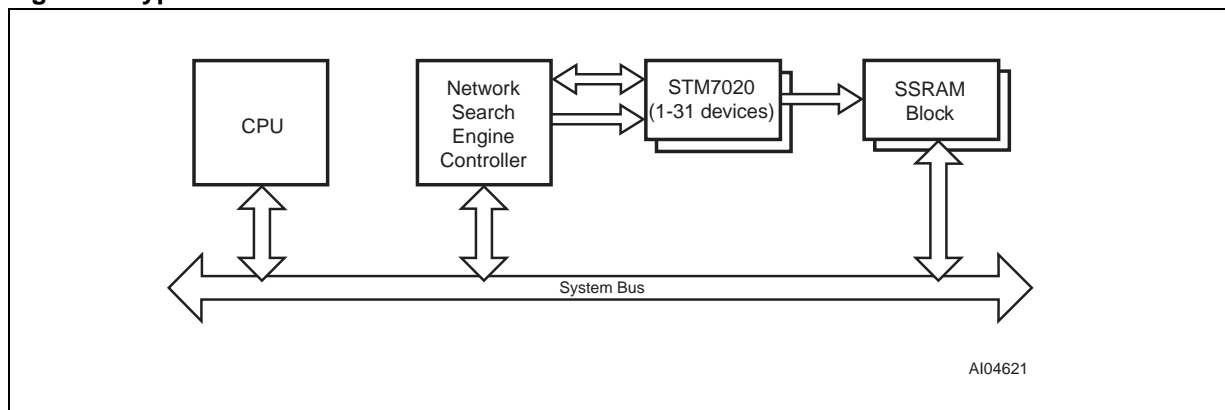 CPU
Network
Search
Engine
Controller
STM7020
(1-31 devices)
SSRAM
Block
System Bus
AI04621